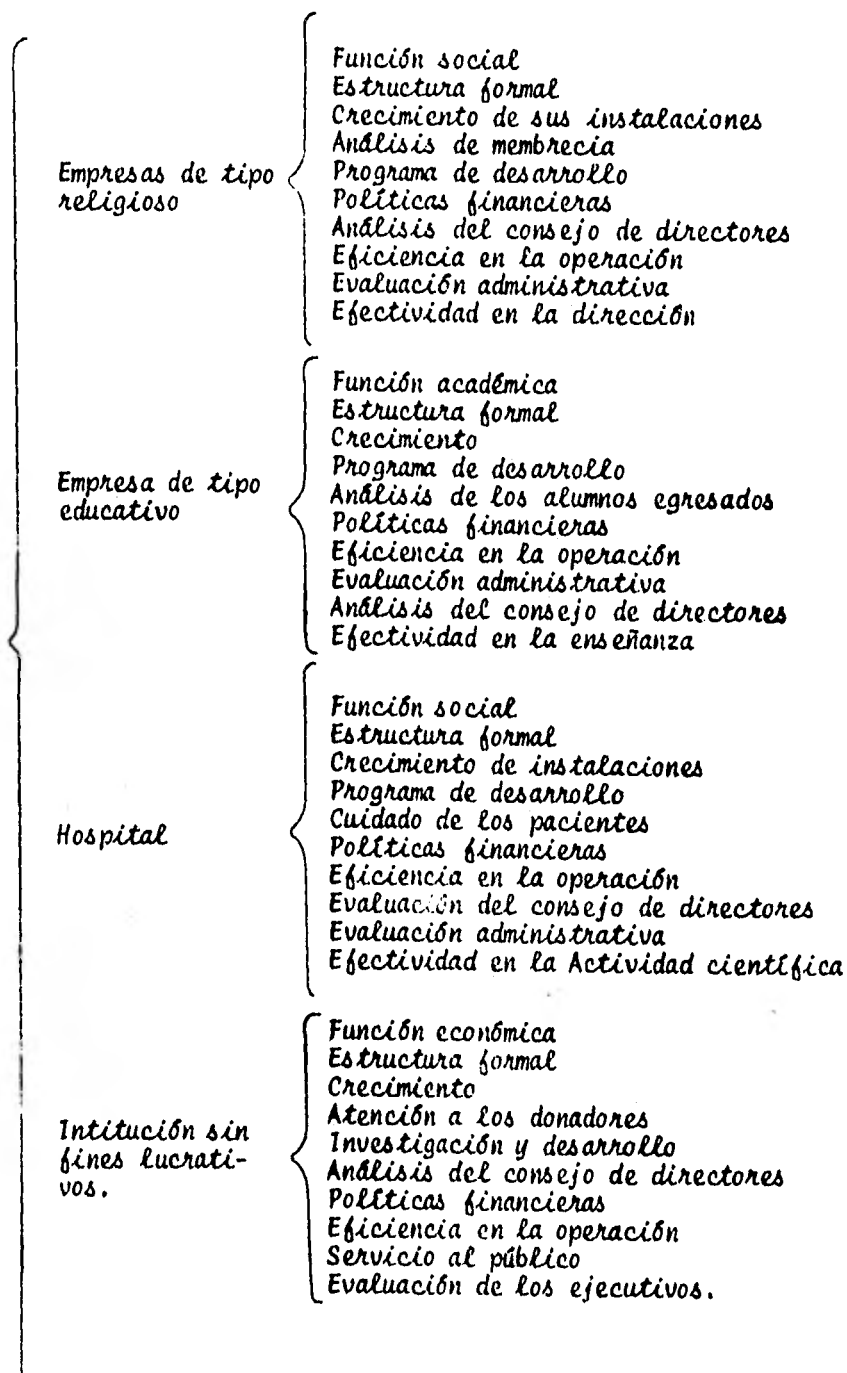 Empresas de tipo
religioso
Función social
Estructura formal
Crecimiento de sus instalaciones
Análisis de membrecia
Programa de desarrollo
Políticas financieras
Análisis del consejo de directores
Eficiencia en la operación
Evaluación administrativa
Efectividad en la dirección
Empresa de tipo
educativo
Función académica
Estructura formal
Crecimiento
Programa de desarrollo
Análisis de los alumnos egresados
Políticas financieras
Eficiencia en la operación
Evaluación administrativa
Análisis del consejo de directores
Efectividad en la enseñanza
Hospital
Función social
Estructura formal
Crecimiento de instalaciones
Programa de desarrollo
Cuidado de los pacientes
Políticas financieras
Eficiencia en la operación
Evaluación del consejo de directores
Evaluación administrativa
Efectividad en la Actividad científica
Intitución sin
fines lucrati-
vos.
Función económica
Estructura formal
Crecimiento
Atención a los donadores
Investigación y desarrollo
Análisis del consejo de directores
Políticas financieras
Eficiencia en la operación
Servicio al público
Evaluación de los ejecutivos.